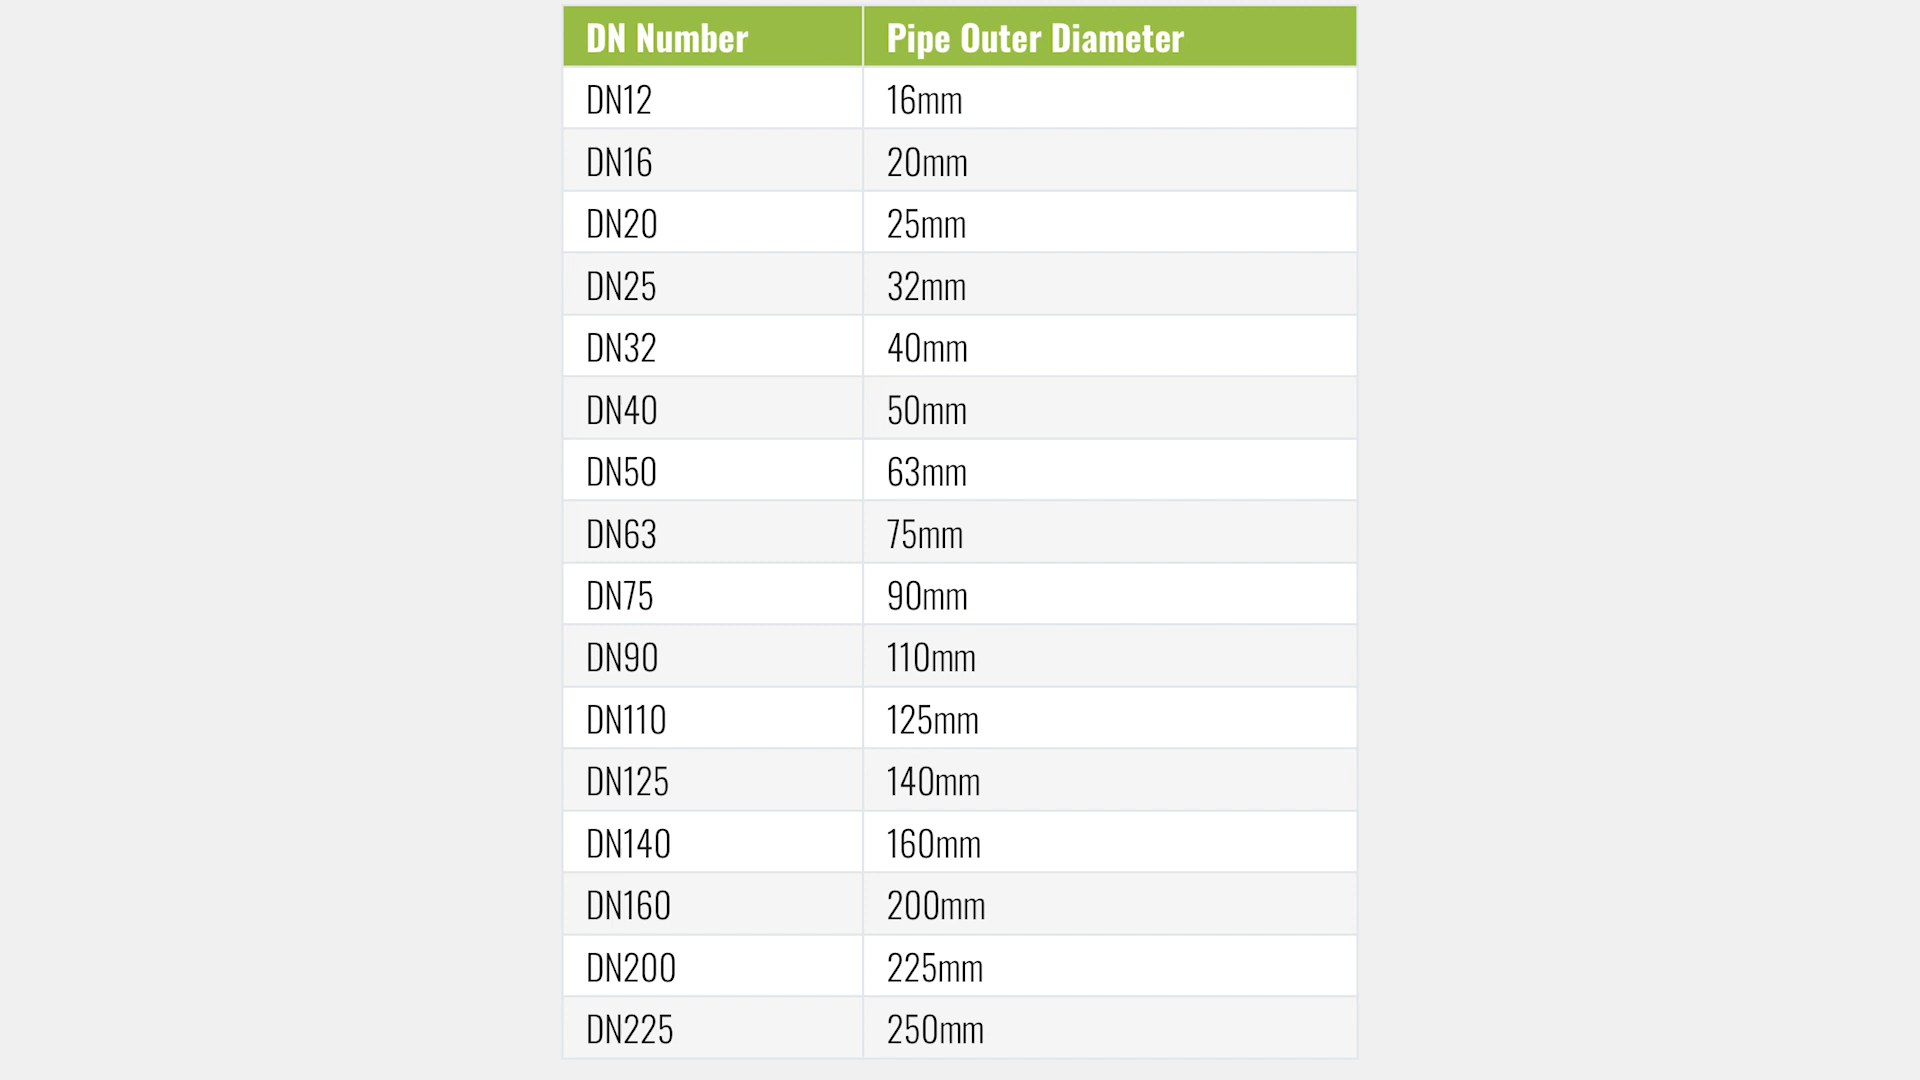 DN Number Pipe Outer Diameter
DN12 16mm
DN16 20mm
DN20 25mm
DN25 32mm
DN32 40mm
DN40 50mm
DN50 63mm
DN63 75mm
DN75 90mm
DN90 110mm
DN110 125mm
DN125 140mm
DN140 160mm
DN160 200mm
DN200 225mm
DN225 250mm